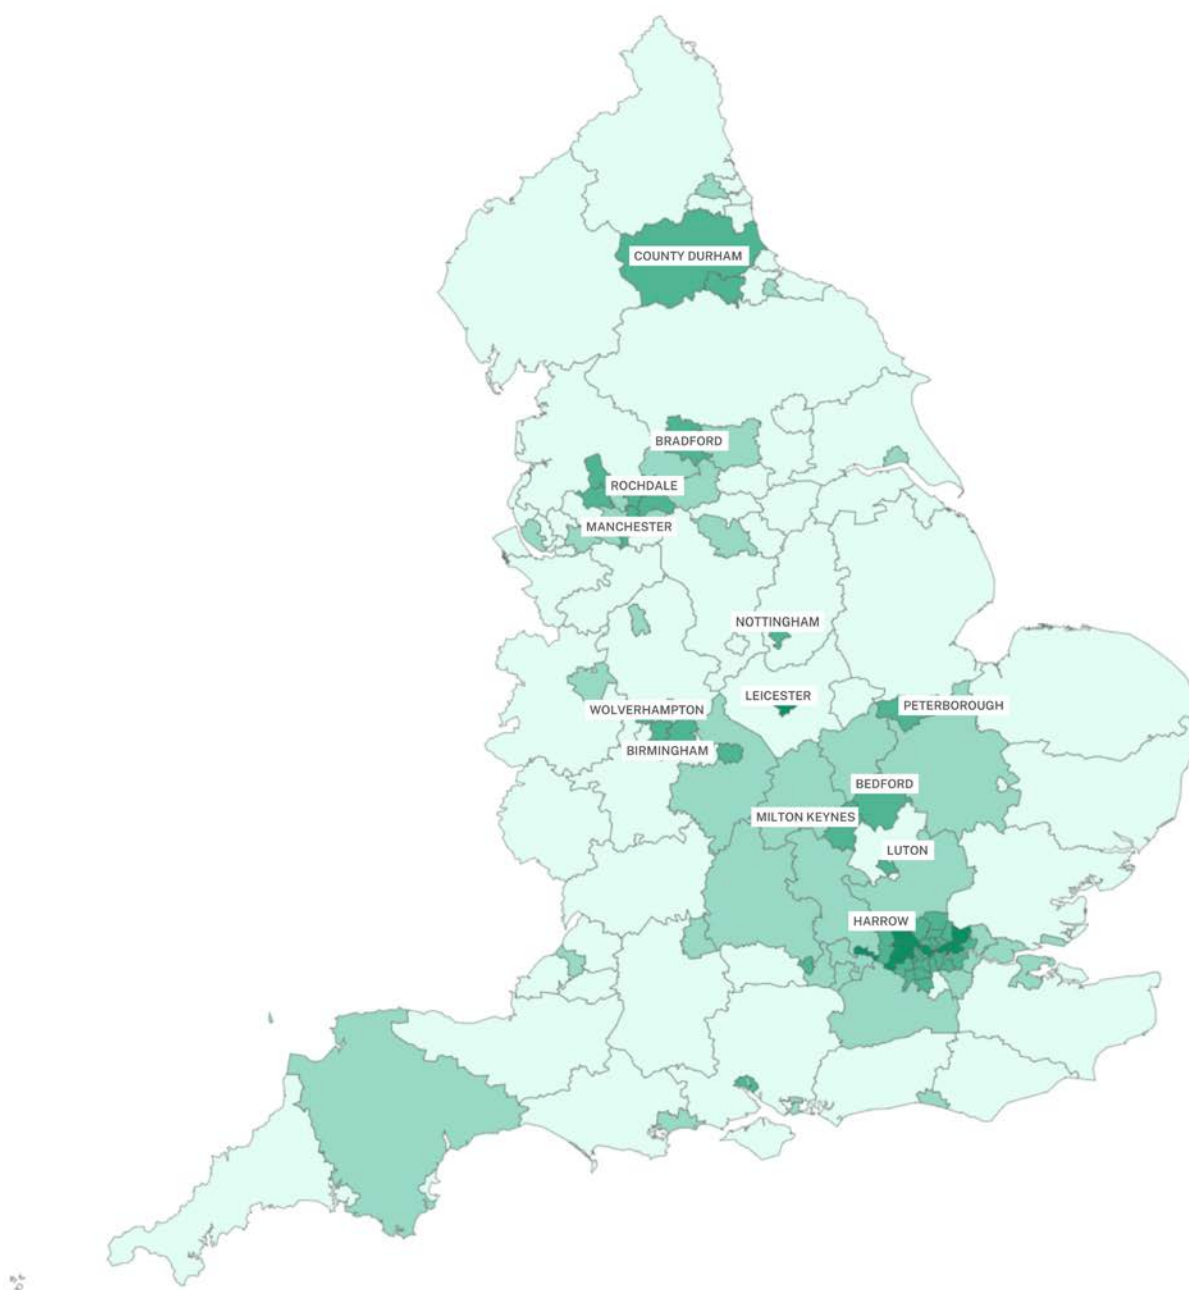 COUNTY DURHAM
BRADFORD
ROCHDALE
MANCHESTER
NOTTINGHAM
LEICESTER
PETERBOROUGH
WOLVERHAMPTON
BIRMINGHAM
BEDFORD
MILTON KEYNES
LUTON
HARROW